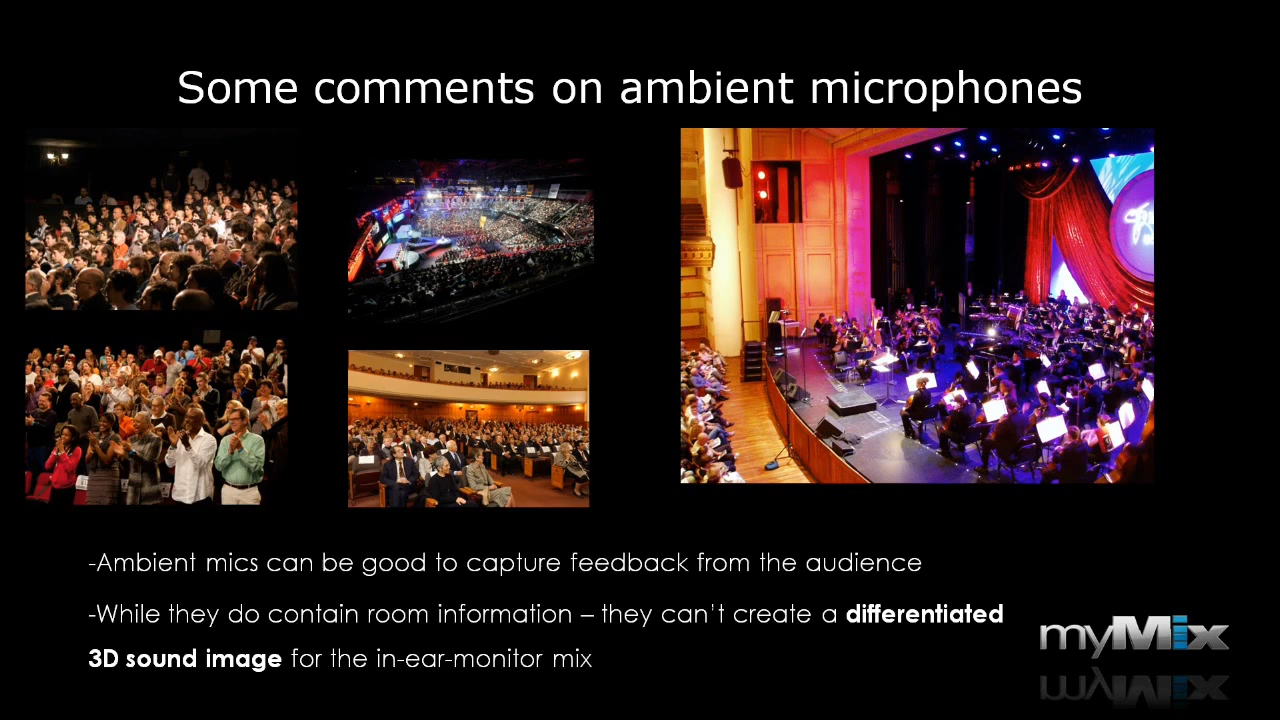 Some comments on ambient microphones
-Ambient mics can be good to capture feedback from the audience
-While they do contain room information – they can't create a differentiated
3D sound image for the in-ear-monitor mix
myMix